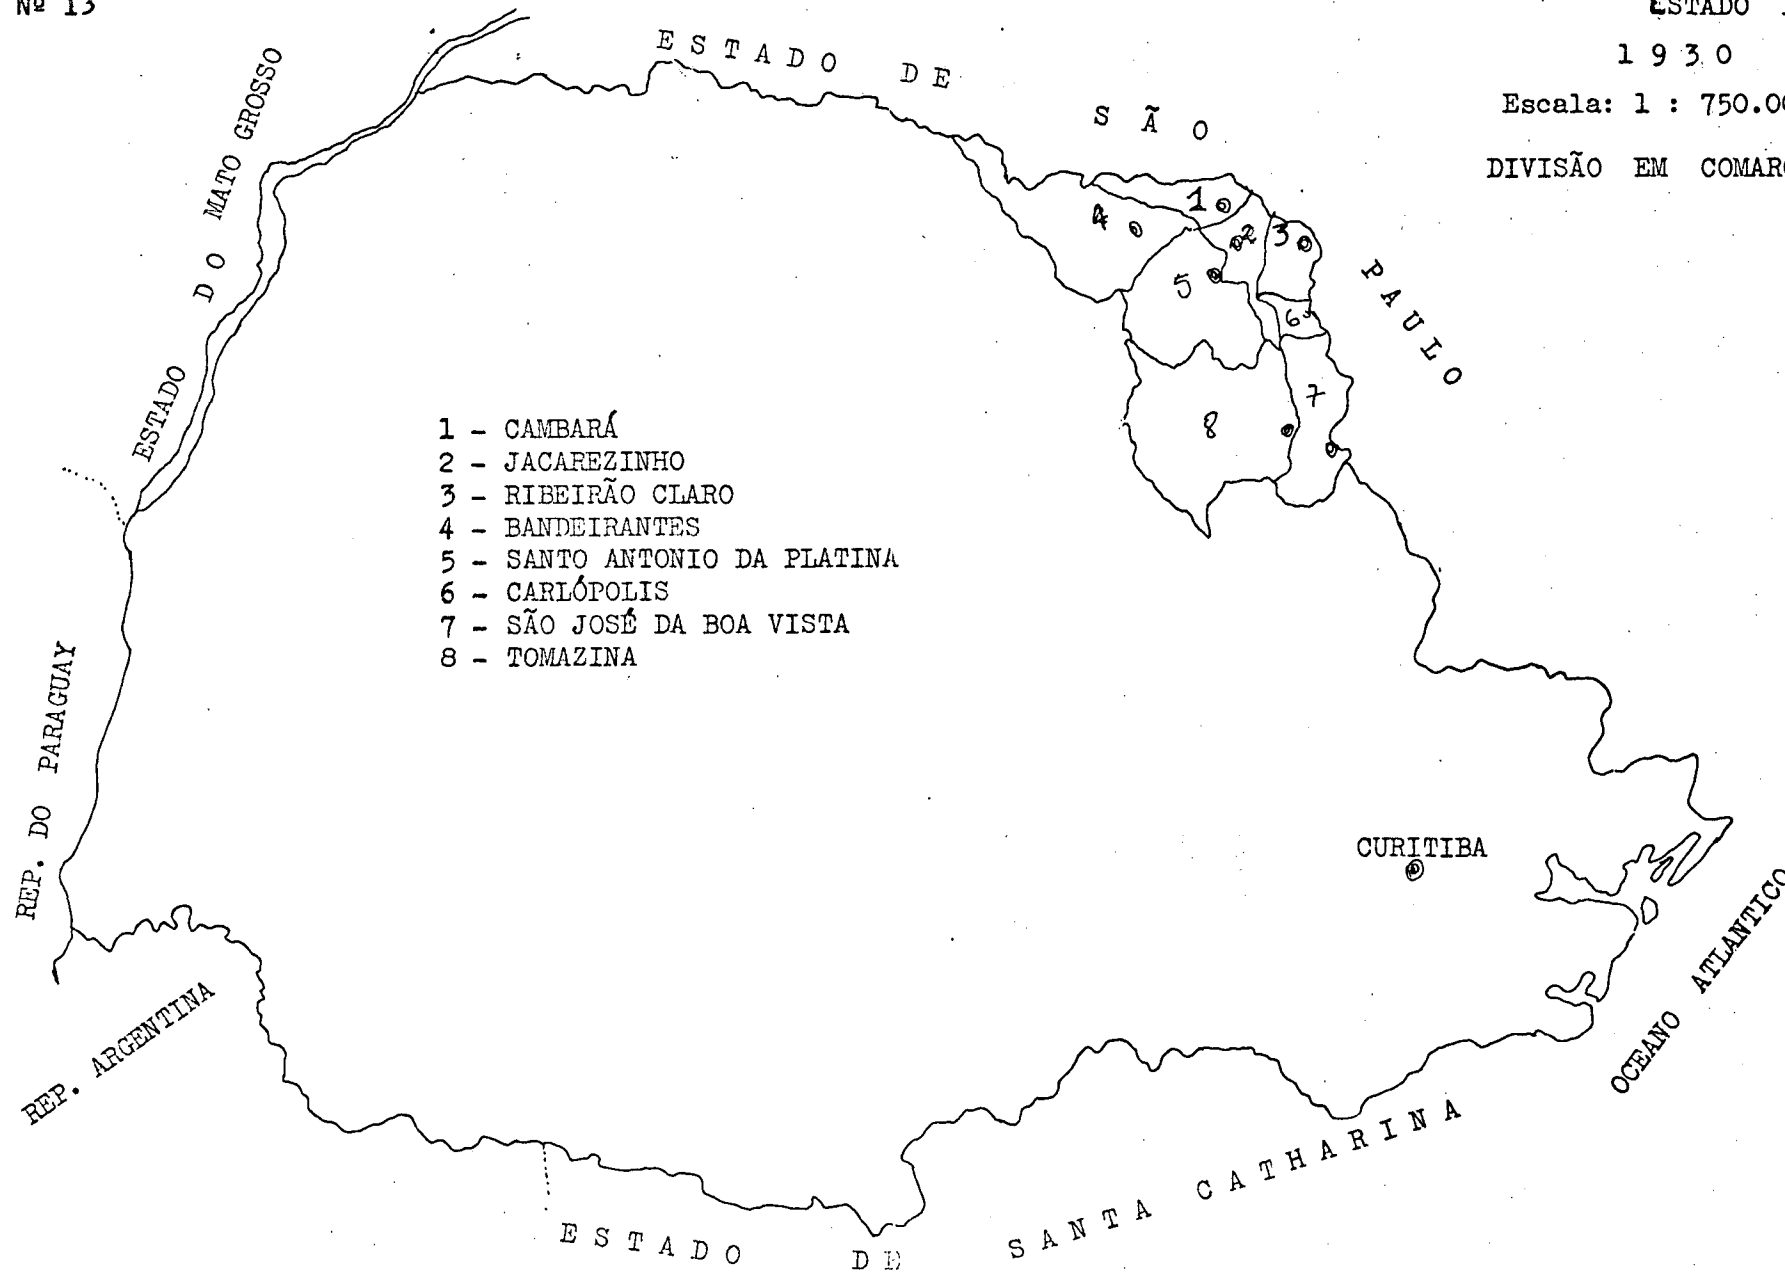 Nº 13
ESTADO
1930
Escala: 1 : 750.00
DIVISÃO EM COMARC
ESTADO DE SÃO PAULO
ESTADO DO MATO GROSSO
1
2
3
4
5
6
7
8
1 - CAMBARÁ
2 - JACAREZINHO
3 - RIBEIRÃO CLARO
4 - BANDEIRANTES
5 - SANTO ANTONIO DA PLATINA
6 - CARLÓPOLIS
7 - SÃO JOSÉ DA BOA VISTA
8 - TOMAZINA
REP. DO PARAGUAY
CURITIBA
REP. ARGENTINA
OCEANO ATLANTICO
ESTADO DE SANTA CATHARINA